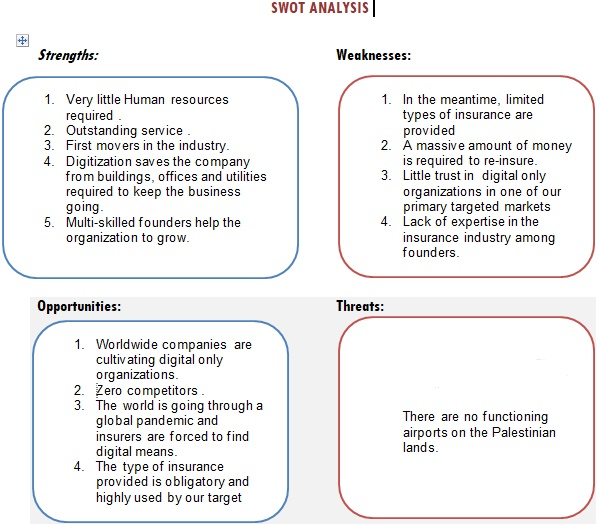 SWOT ANALYSIS
Strengths:
1. Very little Human resources
required .
2. Outstanding service .
3. First movers in the industry.
4. Digitization saves the company
from buildings, offices and utilities
required to keep the business
going.
5. Multi-skilled founders help the
organization to grow.
Weaknesses:
1. In the meantime, limited
types of insurance are
provided
2. A massive amount of money
is required to re-insure.
3. Little trust in digital only
organizations in one of our
primary targeted markets
4. Lack of expertise in the
insurance industry among
founders.
Opportunities:
1. Worldwide companies are
cultivating digital only
organizations.
2. Zero competitors .
3. The world is going through a
global pandemic and
insurers are forced to find
digital means.
4. The type of insurance
provided is obligatory and
highly used by our target
Threats:
There are no functioning
airports on the Palestinian
lands.